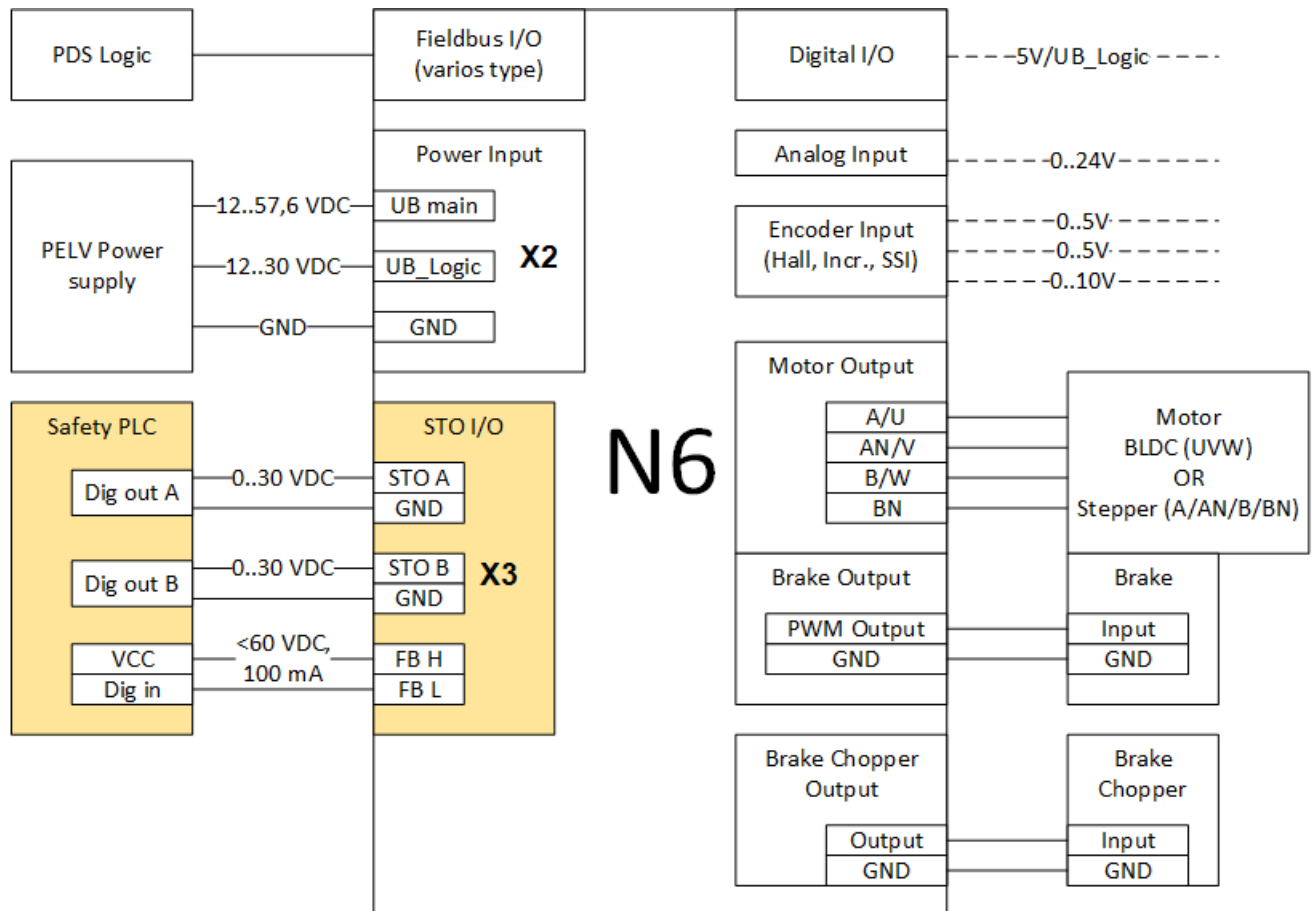 PDS Logic
Fieldbus I/O
(varios type)
PELV Power
supply
12..57,6 VDC
12..30 VDC
GND
Power Input
UB main
UB_Logic
GND
X2
Safety PLC
Dig out A
Dig out B
VCC
Dig in
0..30 VDC
0..30 VDC
<60 VDC,
100 mA
STO I/O
STO A
GND
STO B
GND
FB H
FB L
X3
N6
Digital I/O
5V/UB_Logic
Analog Input
0..24V
Encoder Input
(Hall, Incr., SSI)
0..5V
0..5V
0..10V
Motor Output
A/U
AN/V
B/W
BN
Motor
BLDC (UVW)
OR
Stepper (A/AN/B/BN)
Brake Output
PWM Output
GND
Brake
Input
GND
Brake Chopper
Output
Output
GND
Brake
Chopper
Input
GND